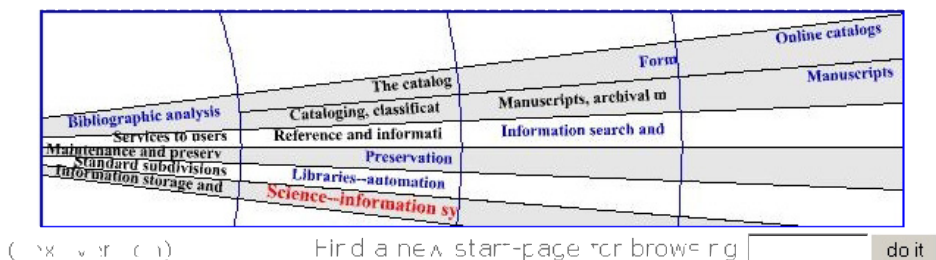 Online catalogs
Form
The catalog
Manuscripts
Manuscripts, archival m
Cataloging, classificat
Bibliographic analysis
Information search and
Reference and informati
Services to users
Maintenance and preserv
Preservation
Standard subdivisions
Libraries--automation
Information storage and
Science--information sy
Find a new start-page for browsing
do it